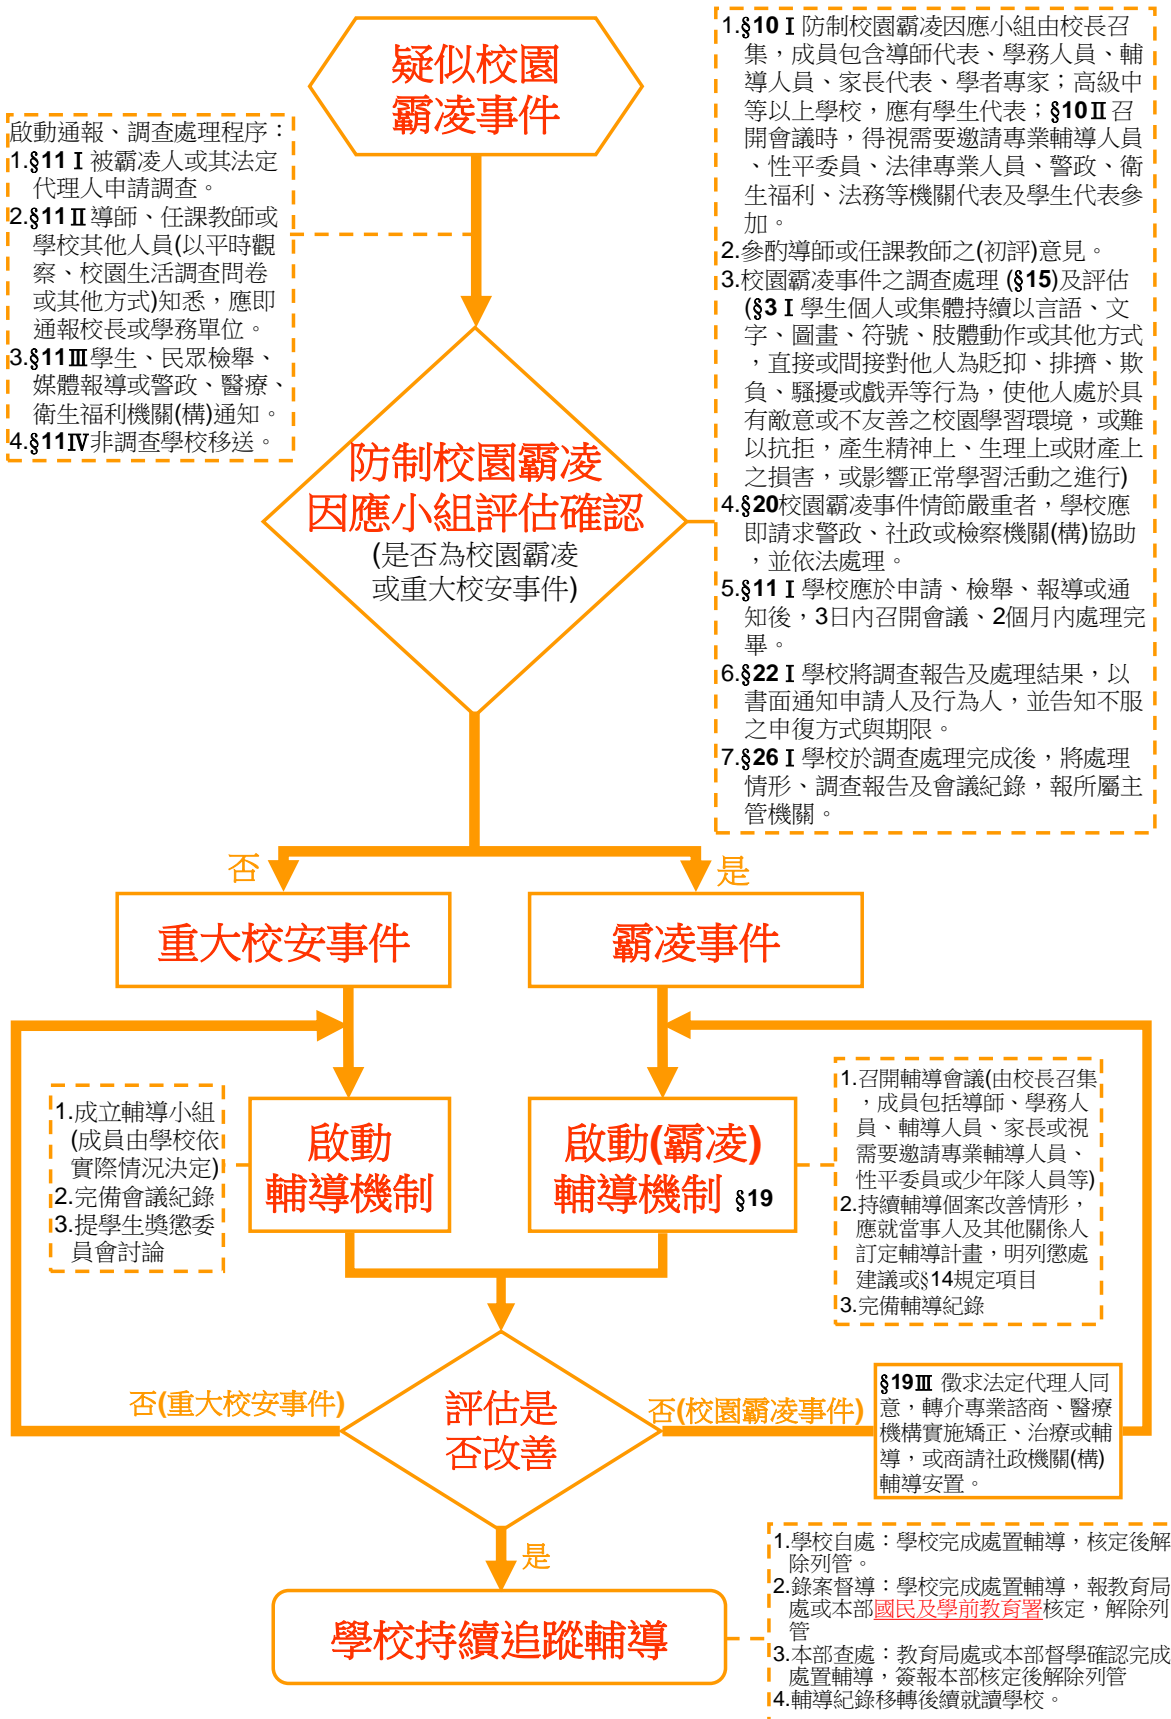 疑似校園
霸凌事件
啟動通報、調查處理程序：
1.§11 I 被霸凌人或其法定
代理人申請調查。
2.§11 II 導師、任課教師或
學校其他人員(以平時觀
察、校園生活調查問卷
或其他方式)知悉，應即
通報校長或學務單位。
3.§11III學生、民眾檢舉、
媒體報導或警政、醫療、
衛生福利機關(構)通知。
4.§11IV非調查學校移送。
1.§10 I 防制校園霸凌因應小組由校長召
集，成員包含導師代表、學務人員、輔
導人員、家長代表、學者專家；高級中
等以上學校，應有學生代表；§10 II 召
開會議時，得視需要邀請專業輔導人員
、性平委員、法律專業人員、警政、衛
生福利、法務等機關代表及學生代表參
加。
2.參酌導師或任課教師之(初評)意見。
3.校園霸凌事件之調查處理 (§15)及評估
(§3 I 學生個人或集體持續以言語、文
字、圖畫、符號、肢體動作或其他方式
，直接或間接對他人為貶抑、排擠、欺
負、騷擾或戲弄等行為，使他人處於具
有敵意或不友善之校園學習環境，或難
以抗拒，產生精神上、生理上或財產上
之損害，或影響正常學習活動之進行)
4.§20校園霸凌事件情節嚴重者，學校應
即請求警政、社政或檢察機關(構)協助
，並依法處理。
5.§11 I 學校應於申請、檢舉、報導或通
知後，3日內召開會議、2個月內處理完
畢。
6.§22 I 學校將調查報告及處理結果，以
書面通知申請人及行為人，並告知不服
之申復方式與期限。
7.§26 I 學校於調查處理完成後，將處理
情形、調查報告及會議紀錄，報所屬主
管機關。
防制校園霸凌
因應小組評估確認
(是否為校園霸凌
或重大校安事件)
否
是
重大校安事件
霸凌事件
1.成立輔導小組
(成員由學校依
實際情況決定)
2.完備會議紀錄
3.提學生獎懲委
員會討論
啟動
輔導機制
啟動(霸凌)
輔導機制 §19
1.召開輔導會議(由校長召集
，成員包括導師、學務人
員、輔導人員、家長或視
需要邀請專業輔導人員、
性平委員或少年隊人員等)
2.持續輔導個案改善情形，
應就當事人及其他關係人
訂定輔導計畫，明列懲處
建議或§14規定項目
3.完備輔導紀錄
否(重大校安事件)
評估是
否改善
否(校園霸凌事件)
§19III 徵求法定代理人同
意，轉介專業諮商、醫療
機構實施矯正、治療或輔
導，或商請社政機關(構)
輔導安置。
是
學校持續追蹤輔導
1.學校自處：學校完成處置輔導，核定後解
除列管。
2.錄案督導：學校完成處置輔導，報教育局
處或本部國民及學前教育署核定，解除列
管
3.本部查處：教育局處或本部督學確認完成
處置輔導，簽報本部核定後解除列管
4.輔導紀錄移轉後續就讀學校。